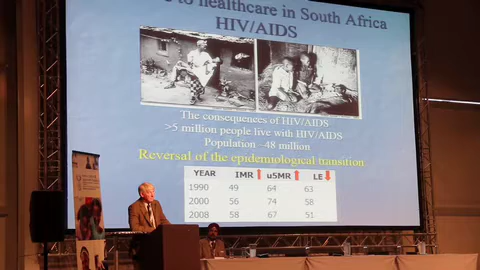 to healthcare in South Africa
HIV/AIDS
The consequences of HIV/AIDS
>5 million people live with HIV/AIDS
Population ~48 million
Reversal of the epidemiological transition
YEAR IMR u5MR LE
1990 49 64 63
2000 56 74 58
2008 58 67 51